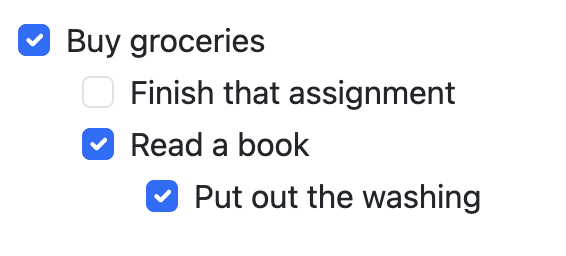 Buy groceries
Finish that assignment
Read a book
Put out the washing